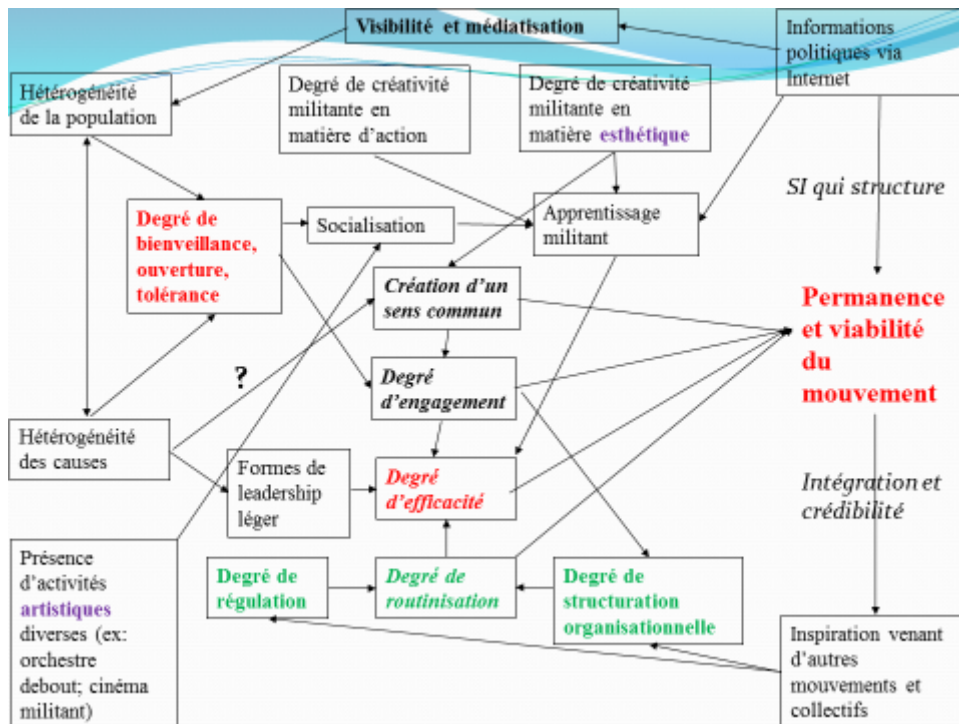 Visibilité et médiatisation
Informations
politiques via
Internet
Hétérogénéité
de la population
Degré de créativité
militante en
matière d'action
Degré de créativité
militante en
matière esthétique
SI qui structure
Degré de
bienveillance,
ouverture,
tolérance
Socialisation
Apprentissage
militant
Création d'un
sens commun
Permanence
et viabilité
du
mouvement
?
Degré
d'engagement
Hétérogénéité
des causes
Formes de
leadership
léger
Degré
d'efficacité
Intégration et
crédibilité
Présence
d'activités
artistiques
diverses (ex:
orchestre
debout; cinéma
militant)
Degré de
régulation
Degré de
routinisation
Degré de
structuration
organisationnelle
Inspiration venant
d'autres
mouvements et
collectifs